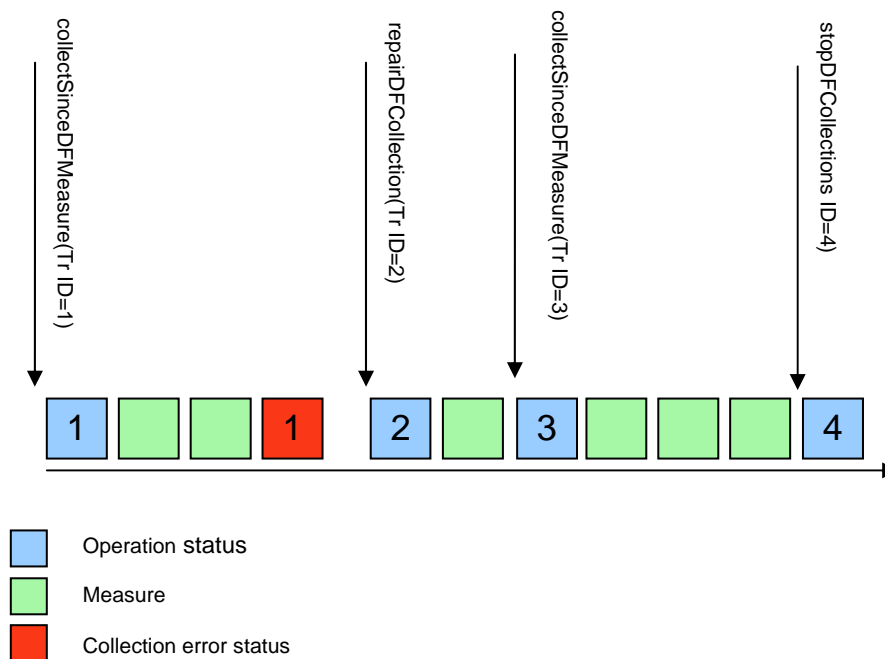 collectSinceDFMeasure(Tr ID=1)
repairDFCollection(Tr ID=2)
collectSinceDFMeasure(Tr ID=3)
stopDFCollections ID=4)
1
1
2
3
4
Operation status
Measure
Collection error status